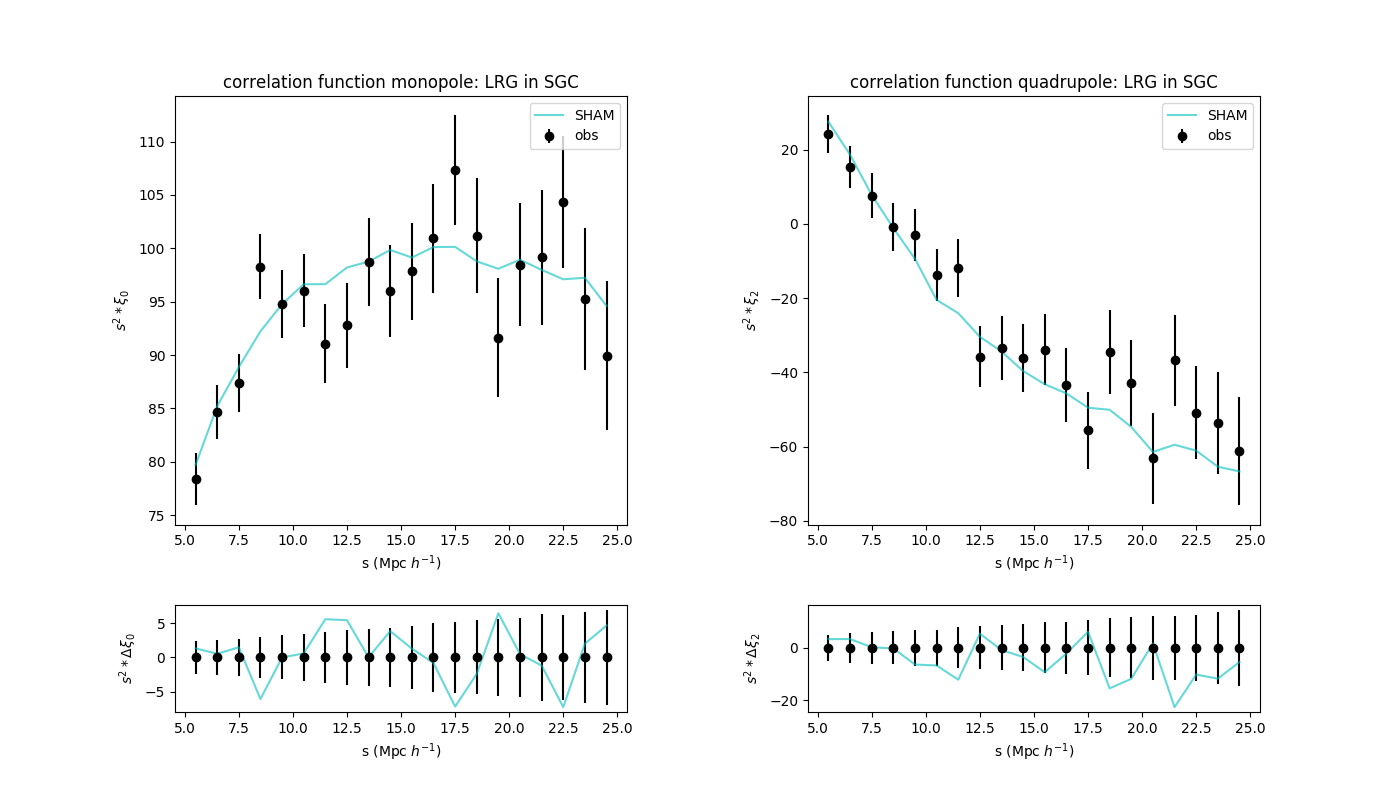 correlation function monopole: LRG in SGC
SHAM
obs
110
105
100
95
90
85
80
75
s² * ξ₀
5.0 7.5 10.0 12.5 15.0 17.5 20.0 22.5 25.0
s (Mpc h⁻¹)
correlation function quadrupole: LRG in SGC
SHAM
obs
20
0
−20
−40
−60
−80
s² * ξ₂
5.0 7.5 10.0 12.5 15.0 17.5 20.0 22.5 25.0
s (Mpc h⁻¹)
5
0
−5
s² * Δξ₀
5.0 7.5 10.0 12.5 15.0 17.5 20.0 22.5 25.0
s (Mpc h⁻¹)
0
−20
s² * Δξ₂
5.0 7.5 10.0 12.5 15.0 17.5 20.0 22.5 25.0
s (Mpc h⁻¹)